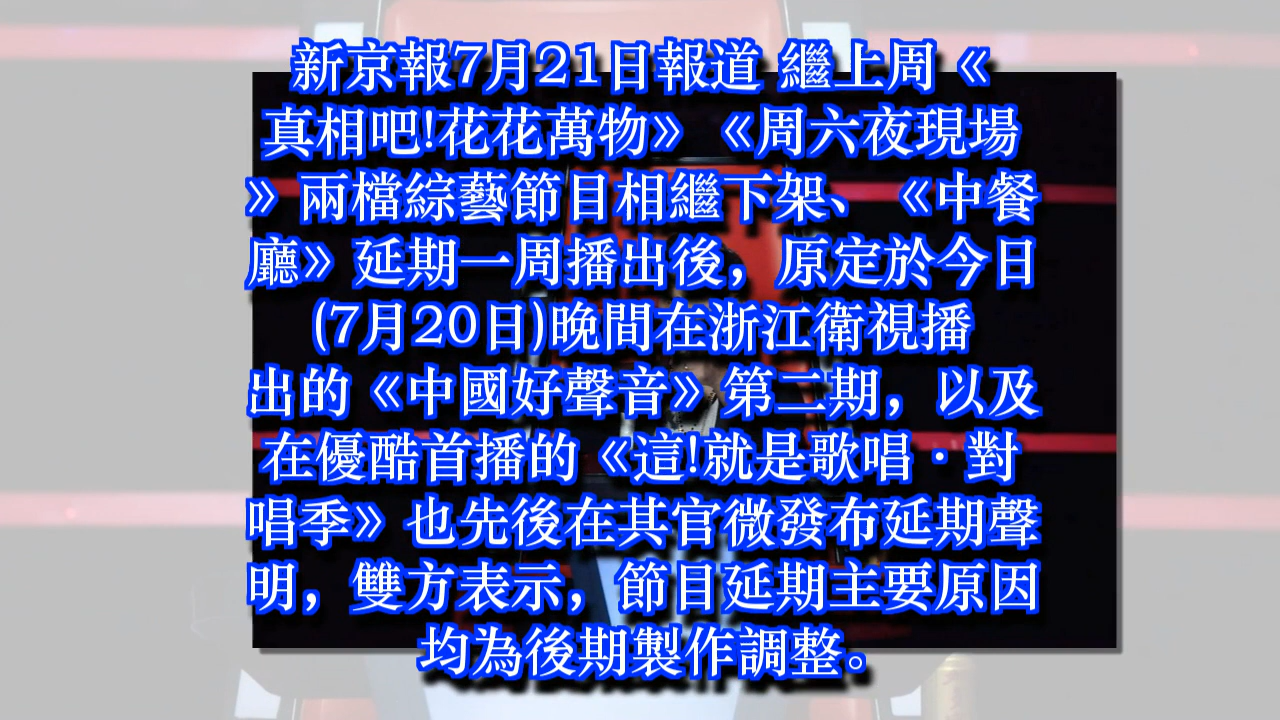 新京報7月21日報道 繼上周《
真相吧!花花萬物》《周六夜現場
》兩檔綜藝節目相繼下架、《中餐
廳》延期一周播出後，原定於今日
(7月20日)晚間在浙江衛視播
出的《中國好聲音》第二期，以及
在優酷首播的《這!就是歌唱·對
唱季》也先後在其官微發布延期聲
明，雙方表示，節目延期主要原因
均為後期製作調整。